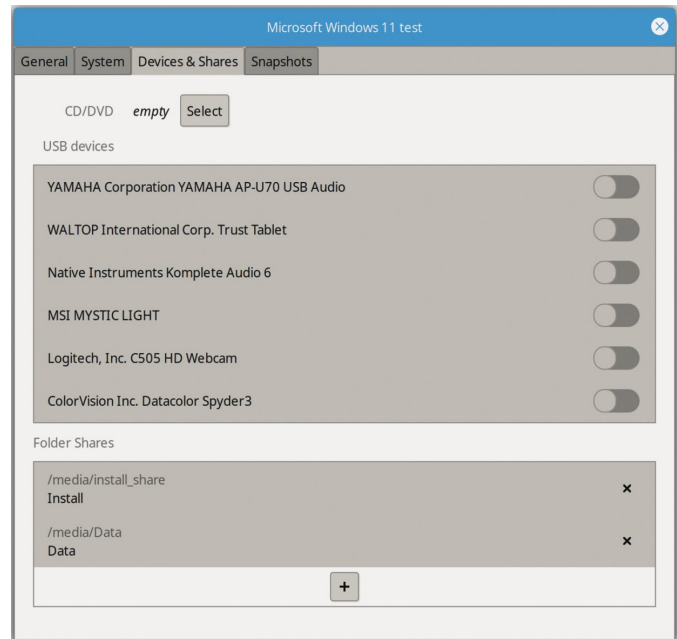 Microsoft Windows 11 test
General System Devices & Shares Snapshots
CD/DVD empty Select
USB devices
YAMAHA Corporation YAMAHA AP-U70 USB Audio
WALTOP International Corp. Trust Tablet
Native Instruments Komplete Audio 6
MSI MYSTIC LIGHT
Logitech, Inc. C505 HD Webcam
ColorVision Inc. Datacolor Spyder3
Folder Shares
/media/install_share
Install
/media/Data
Data